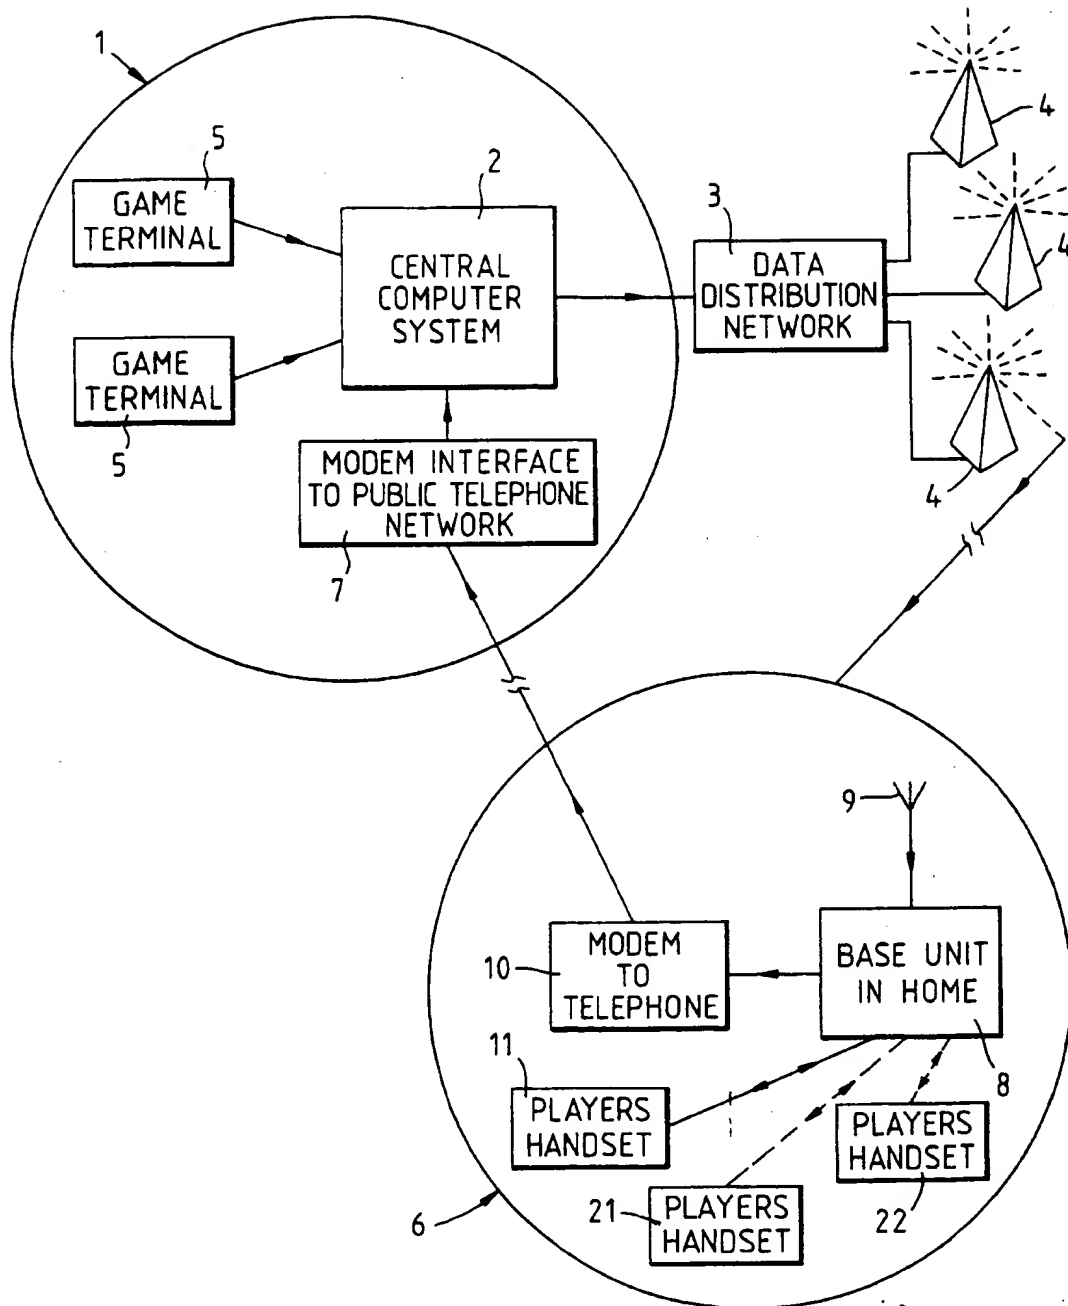 1
5
GAME
TERMINAL
2
CENTRAL
COMPUTER
SYSTEM
3
DATA
DISTRIBUTION
NETWORK
4
4
4
GAME
TERMINAL
5
MODEM INTERFACE
TO PUBLIC TELEPHONE
NETWORK
7
9
10
MODEM
TO
TELEPHONE
BASE UNIT
IN HOME
8
11
PLAYERS
HANDSET
PLAYERS
HANDSET
22
21
PLAYERS
HANDSET
6